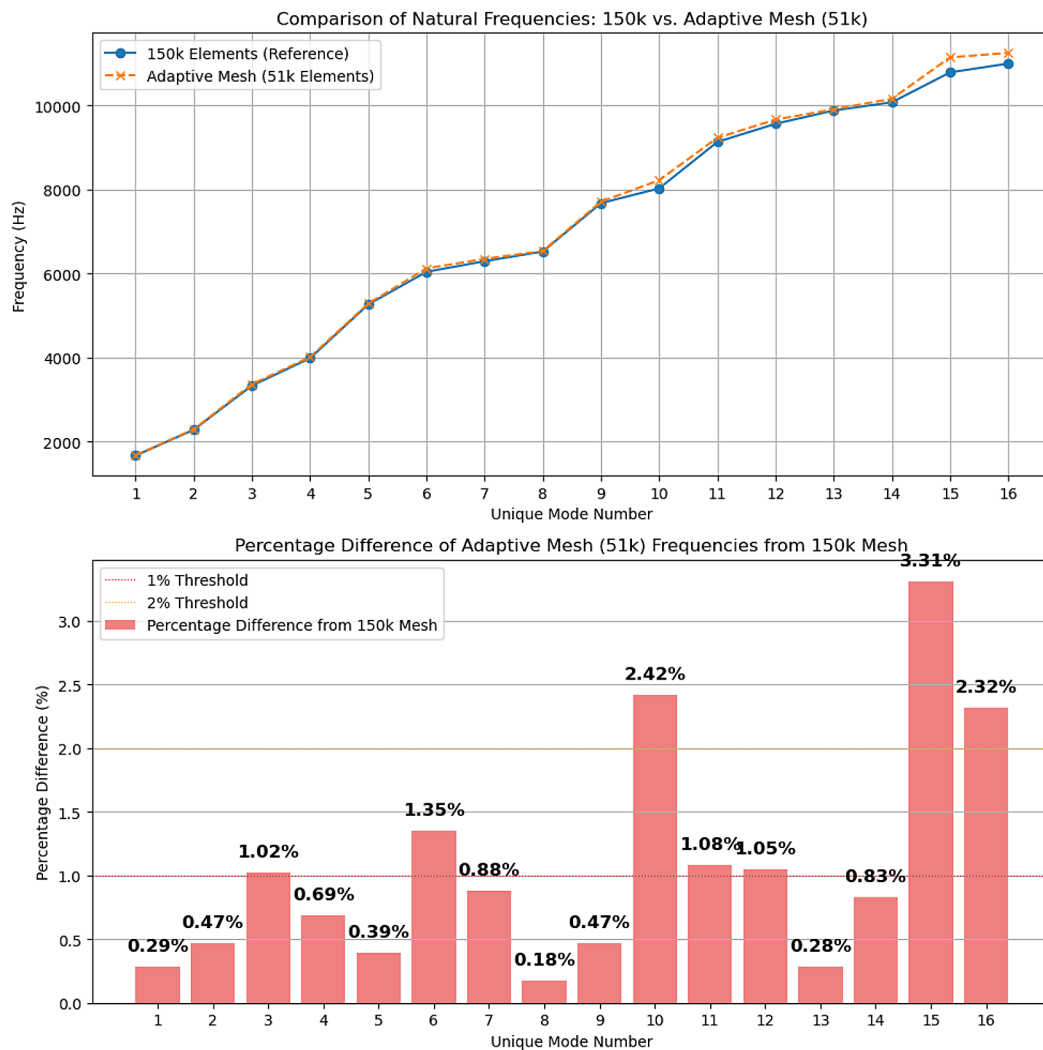 Comparison of Natural Frequencies: 150k vs. Adaptive Mesh (51k)
150k Elements (Reference)
Adaptive Mesh (51k Elements)
Frequency (Hz)
10000
8000
6000
4000
2000
1 2 3 4 5 6 7 8 9 10 11 12 13 14 15 16
Unique Mode Number
Percentage Difference of Adaptive Mesh (51k) Frequencies from 150k Mesh
1% Threshold
2% Threshold
Percentage Difference from 150k Mesh
Percentage Difference (%)
3.0
2.5
2.0
1.5
1.0
0.5
0.0
0.29% 0.47% 1.02% 0.69% 0.39% 1.35% 0.88% 0.18% 0.47% 2.42% 1.08% 1.05% 0.28% 0.83% 3.31% 2.32%
1 2 3 4 5 6 7 8 9 10 11 12 13 14 15 16
Unique Mode Number